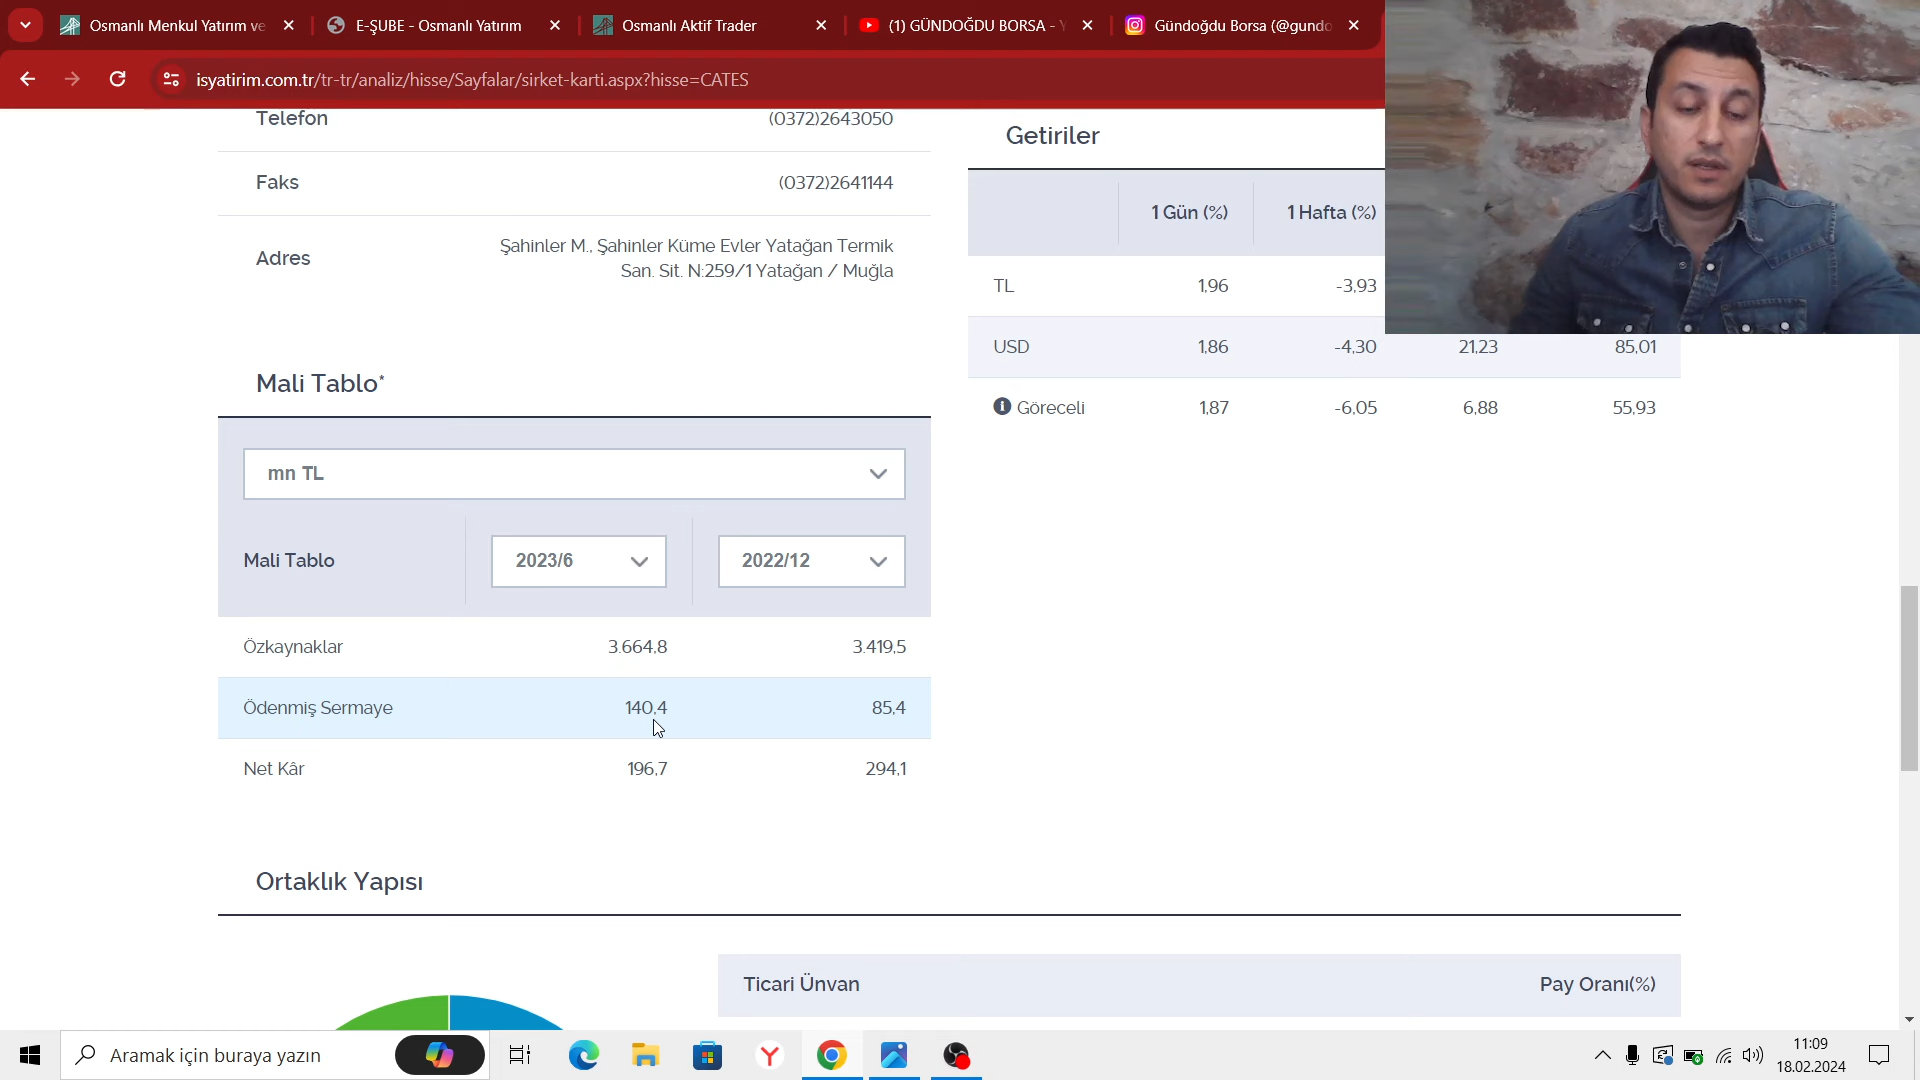 Osmanlı Menkul Yatırım ve
E-ŞUBE - Osmanlı Yatırım
Osmanlı Aktif Trader
(1) GÜNDOĞDU BORSA - Y
Gündoğdu Borsa (@gundo
isyatirim.com.tr/tr-tr/analiz/hisse/Sayfalar/sirket-karti.aspx?hisse=CATES
Telefon (0372)2643050
Faks (0372)2641144
Adres Şahinler M., Şahinler Küme Evler Yatağan Termik
San. Sit. N:259/1 Yatağan / Muğla
Getiriler
1 Gün (%) 1 Hafta (%)
TL 1,96 -3,93
USD 1,86 -4,30 21,23 85,01
Göreceli 1,87 -6,05 6,88 55,93
Mali Tablo*
mn TL
Mali Tablo 2023/6 2022/12
Özkaynaklar 3.664,8 3.419,5
Ödenmiş Sermaye 140,4 85,4
Net Kâr 196,7 294,1
Ortaklık Yapısı
Ticari Ünvan Pay Oranı(%)
Aramak için buraya yazın
11:09
18.02.2024